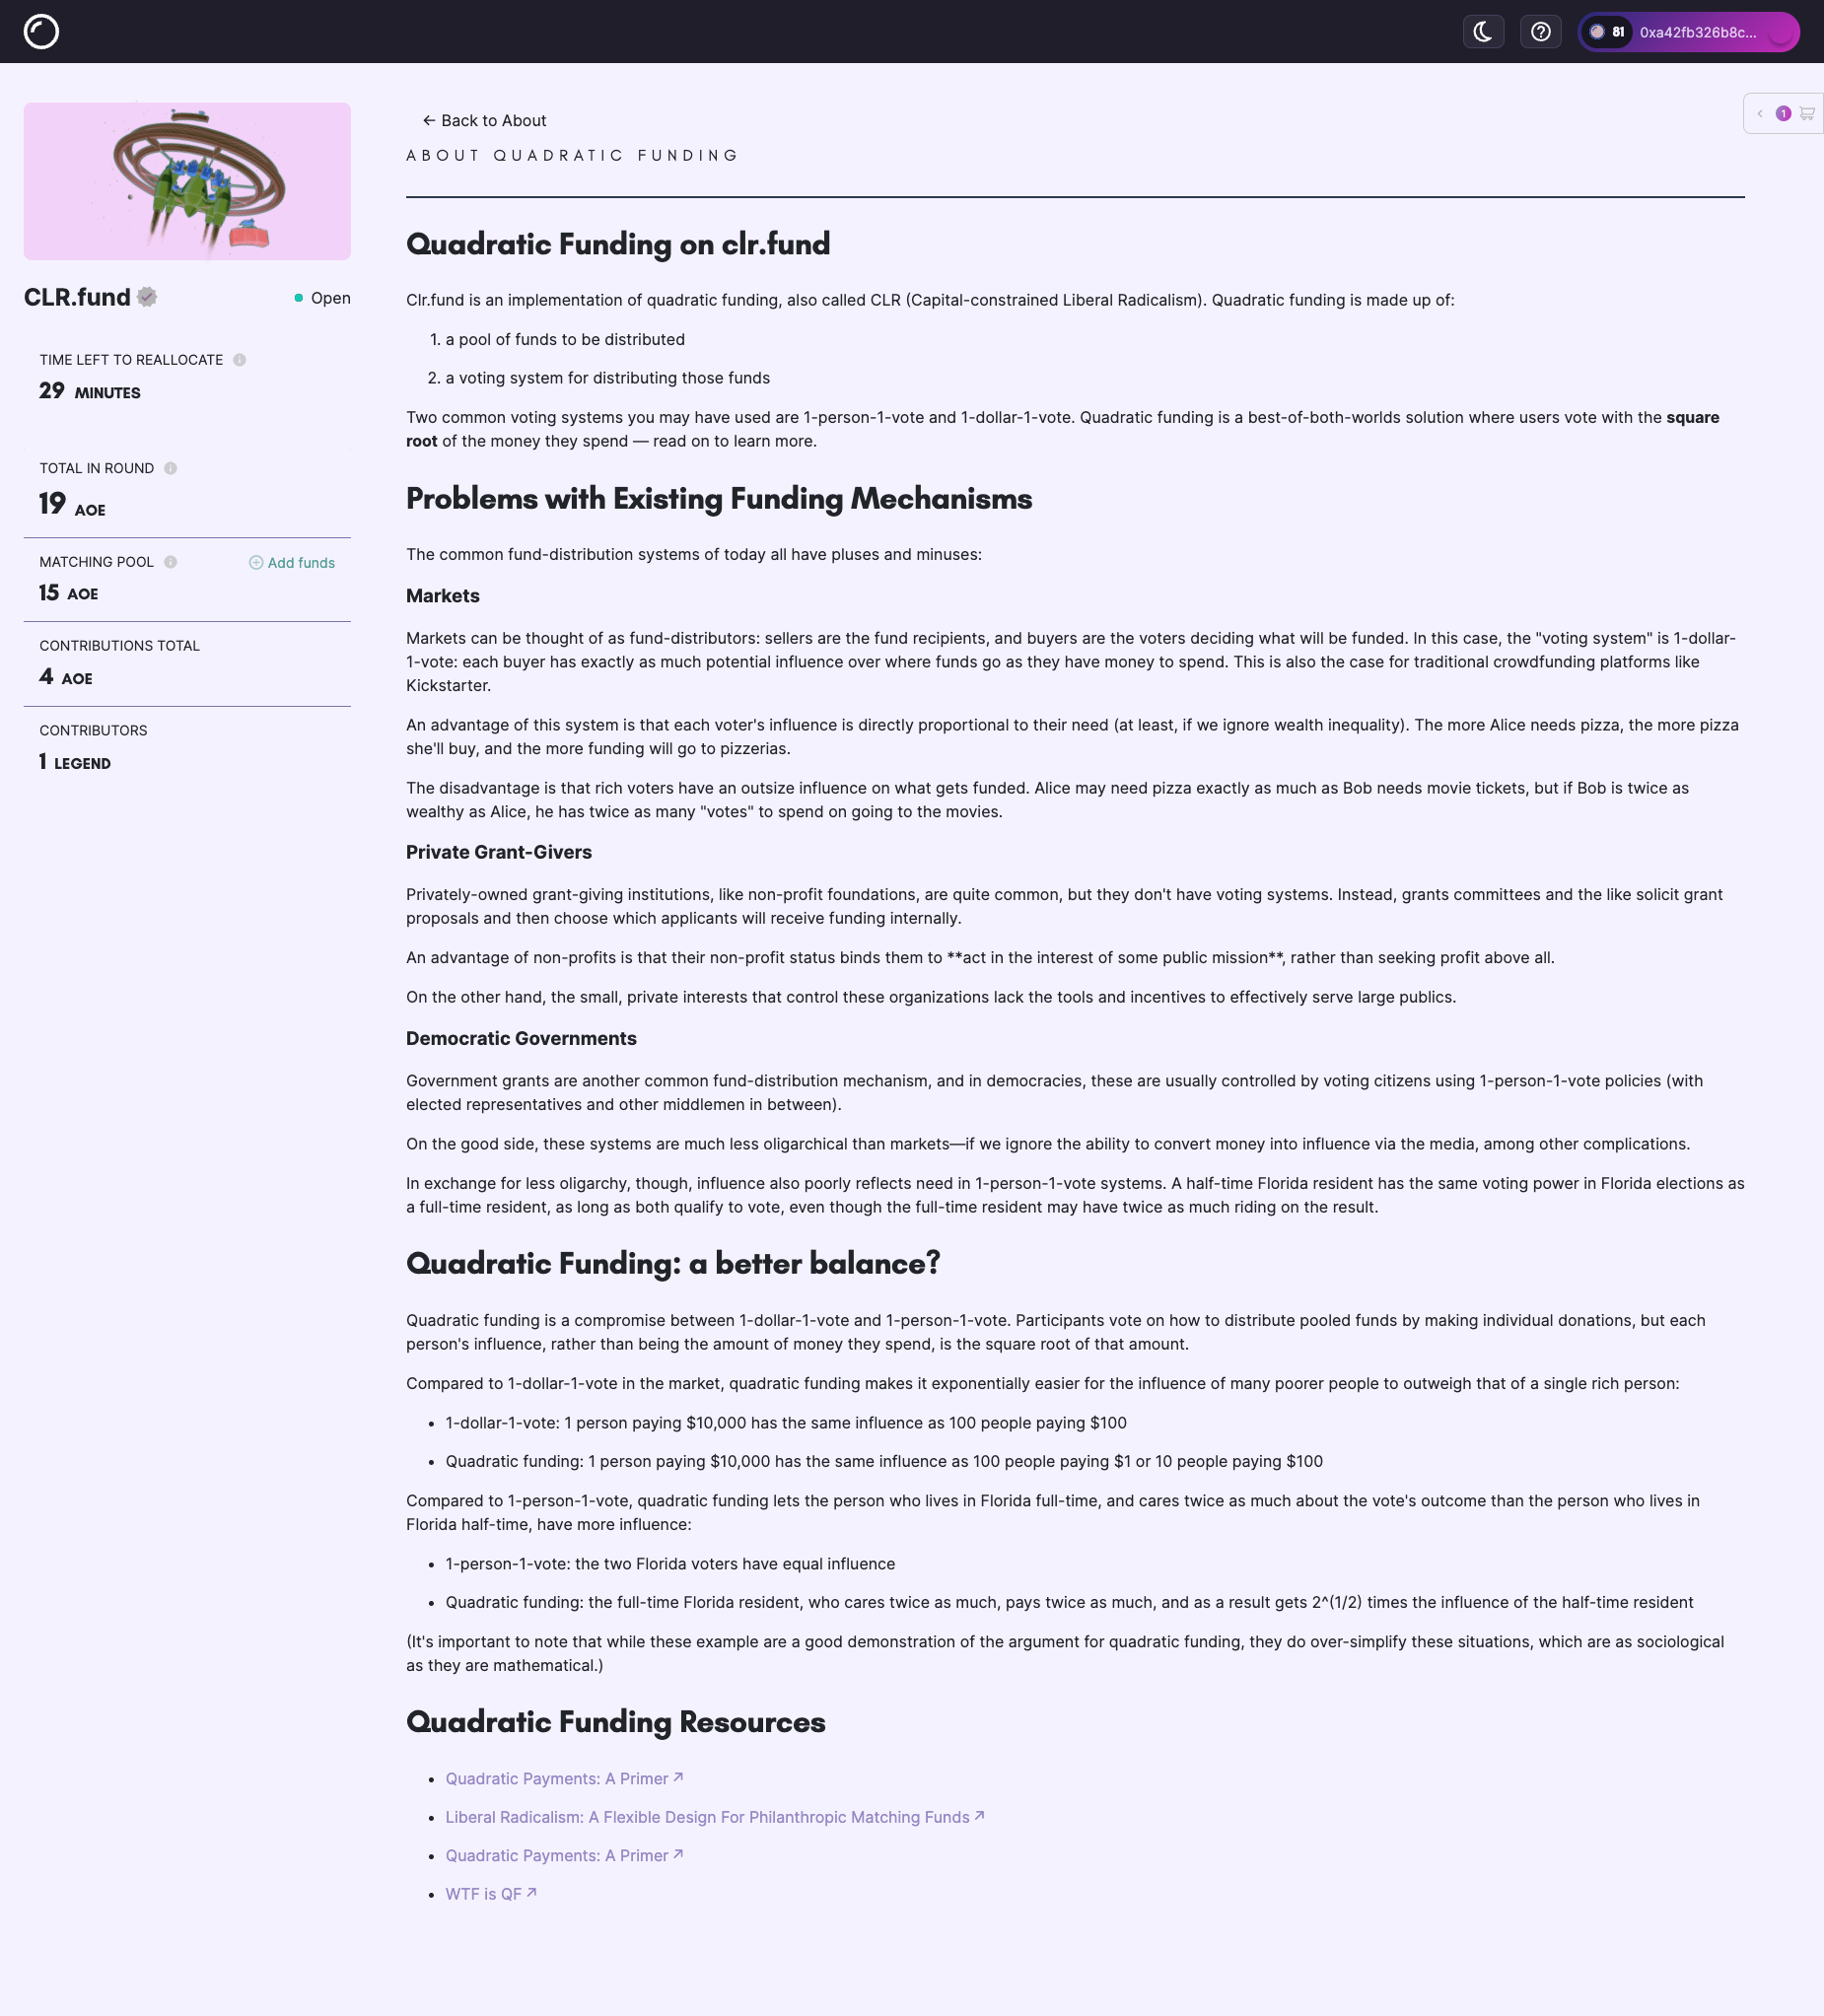 81 0xa42fb326b8c...
CLR.fund
Open
TIME LEFT TO REALLOCATE
29 MINUTES
TOTAL IN ROUND
19 AOE
MATCHING POOL
Add funds
15 AOE
CONTRIBUTIONS TOTAL
4 AOE
CONTRIBUTORS
1 LEGEND
← Back to About
1
ABOUT QUADRATIC FUNDING
Quadratic Funding on clr.fund
Clr.fund is an implementation of quadratic funding, also called CLR (Capital-constrained Liberal Radicalism). Quadratic funding is made up of:
1. a pool of funds to be distributed
2. a voting system for distributing those funds
Two common voting systems you may have used are 1-person-1-vote and 1-dollar-1-vote. Quadratic funding is a best-of-both-worlds solution where users vote with the square
root of the money they spend — read on to learn more.
Problems with Existing Funding Mechanisms
The common fund-distribution systems of today all have pluses and minuses:
Markets
Markets can be thought of as fund-distributors: sellers are the fund recipients, and buyers are the voters deciding what will be funded. In this case, the "voting system" is 1-dollar-
1-vote: each buyer has exactly as much potential influence over where funds go as they have money to spend. This is also the case for traditional crowdfunding platforms like
Kickstarter.
An advantage of this system is that each voter's influence is directly proportional to their need (at least, if we ignore wealth inequality). The more Alice needs pizza, the more pizza
she'll buy, and the more funding will go to pizzerias.
The disadvantage is that rich voters have an outsize influence on what gets funded. Alice may need pizza exactly as much as Bob needs movie tickets, but if Bob is twice as
wealthy as Alice, he has twice as many "votes" to spend on going to the movies.
Private Grant-Givers
Privately-owned grant-giving institutions, like non-profit foundations, are quite common, but they don't have voting systems. Instead, grants committees and the like solicit grant
proposals and then choose which applicants will receive funding internally.
An advantage of non-profits is that their non-profit status binds them to **act in the interest of some public mission**, rather than seeking profit above all.
On the other hand, the small, private interests that control these organizations lack the tools and incentives to effectively serve large publics.
Democratic Governments
Government grants are another common fund-distribution mechanism, and in democracies, these are usually controlled by voting citizens using 1-person-1-vote policies (with
elected representatives and other middlemen in between).
On the good side, these systems are much less oligarchical than markets—if we ignore the ability to convert money into influence via the media, among other complications.
In exchange for less oligarchy, though, influence also poorly reflects need in 1-person-1-vote systems. A half-time Florida resident has the same voting power in Florida elections as
a full-time resident, as long as both qualify to vote, even though the full-time resident may have twice as much riding on the result.
Quadratic Funding: a better balance?
Quadratic funding is a compromise between 1-dollar-1-vote and 1-person-1-vote. Participants vote on how to distribute pooled funds by making individual donations, but each
person's influence, rather than being the amount of money they spend, is the square root of that amount.
Compared to 1-dollar-1-vote in the market, quadratic funding makes it exponentially easier for the influence of many poorer people to outweigh that of a single rich person:
• 1-dollar-1-vote: 1 person paying $10,000 has the same influence as 100 people paying $100
• Quadratic funding: 1 person paying $10,000 has the same influence as 100 people paying $1 or 10 people paying $100
Compared to 1-person-1-vote, quadratic funding lets the person who lives in Florida full-time, and cares twice as much about the vote's outcome than the person who lives in
Florida half-time, have more influence:
• 1-person-1-vote: the two Florida voters have equal influence
• Quadratic funding: the full-time Florida resident, who cares twice as much, pays twice as much, and as a result gets 2^(1/2) times the influence of the half-time resident
(It's important to note that while these example are a good demonstration of the argument for quadratic funding, they do over-simplify these situations, which are as sociological
as they are mathematical.)
Quadratic Funding Resources
• Quadratic Payments: A Primer ↗
• Liberal Radicalism: A Flexible Design For Philanthropic Matching Funds ↗
• Quadratic Payments: A Primer ↗
• WTF is QF ↗